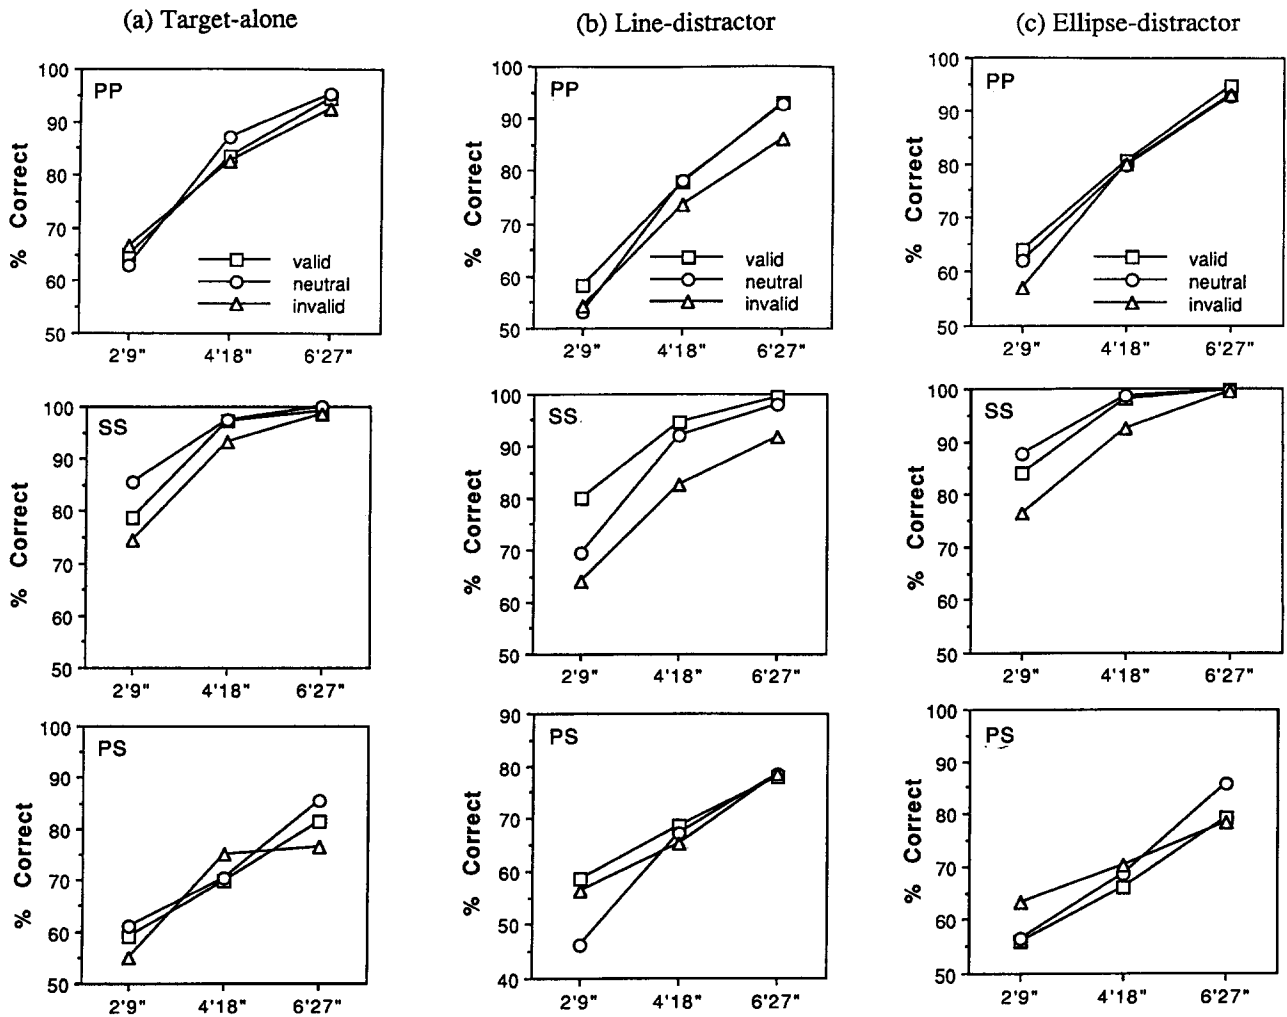 (a) Target-alone
(b) Line-distractor
(c) Ellipse-distractor
% Correct
100
90
80
70
60
50
PP
valid
neutral
invalid
2'9" 4'18" 6'27"
% Correct
100
90
80
70
60
50
PP
valid
neutral
invalid
2'9" 4'18" 6'27"
% Correct
100
90
80
70
60
50
PP
valid
neutral
invalid
2'9" 4'18" 6'27"
% Correct
100
90
80
70
60
50
SS
2'9" 4'18" 6'27"
% Correct
100
90
80
70
60
50
SS
2'9" 4'18" 6'27"
% Correct
100
90
80
70
60
50
SS
2'9" 4'18" 6'27"
% Correct
100
90
80
70
60
50
PS
2'9" 4'18" 6'27"
% Correct
90
80
70
60
50
40
PS
2'9" 4'18" 6'27"
% Correct
100
90
80
70
60
50
PS
2'9" 4'18" 6'27"